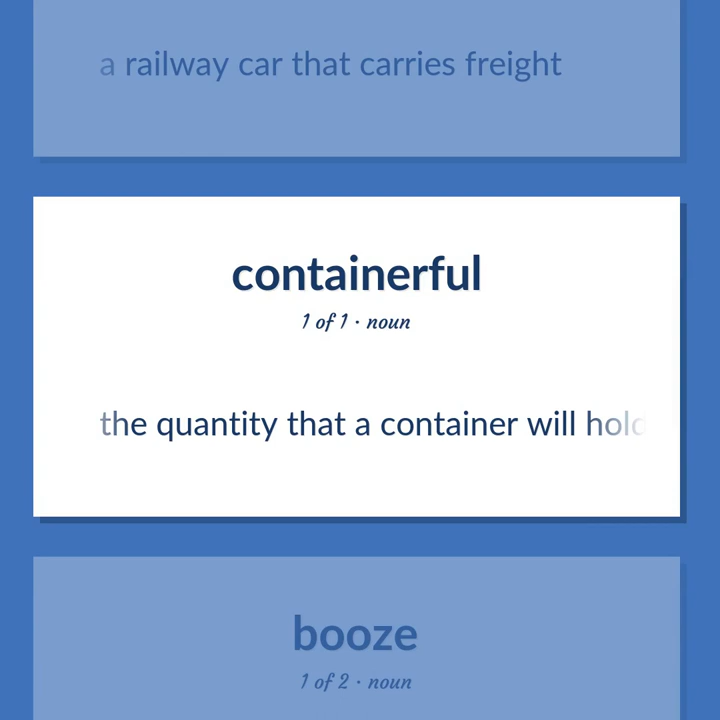 a railway car that carries freight
containerful
1 of 1 · noun
the quantity that a container will hold
booze
1 of 2 · noun